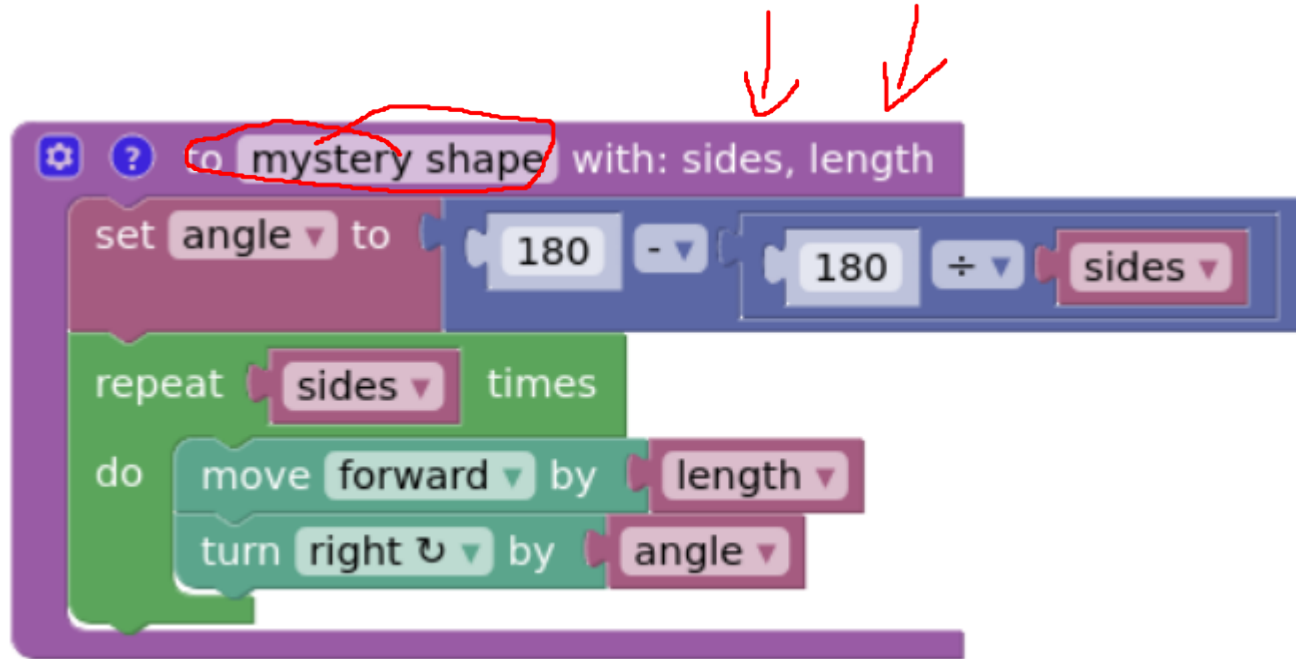 ? to mystery shape with: sides, length
set angle ▾ to 180 - ▾ 180 ÷ ▾ sides ▾
repeat sides ▾ times
do move forward ▾ by length ▾
turn right ↻ ▾ by angle ▾